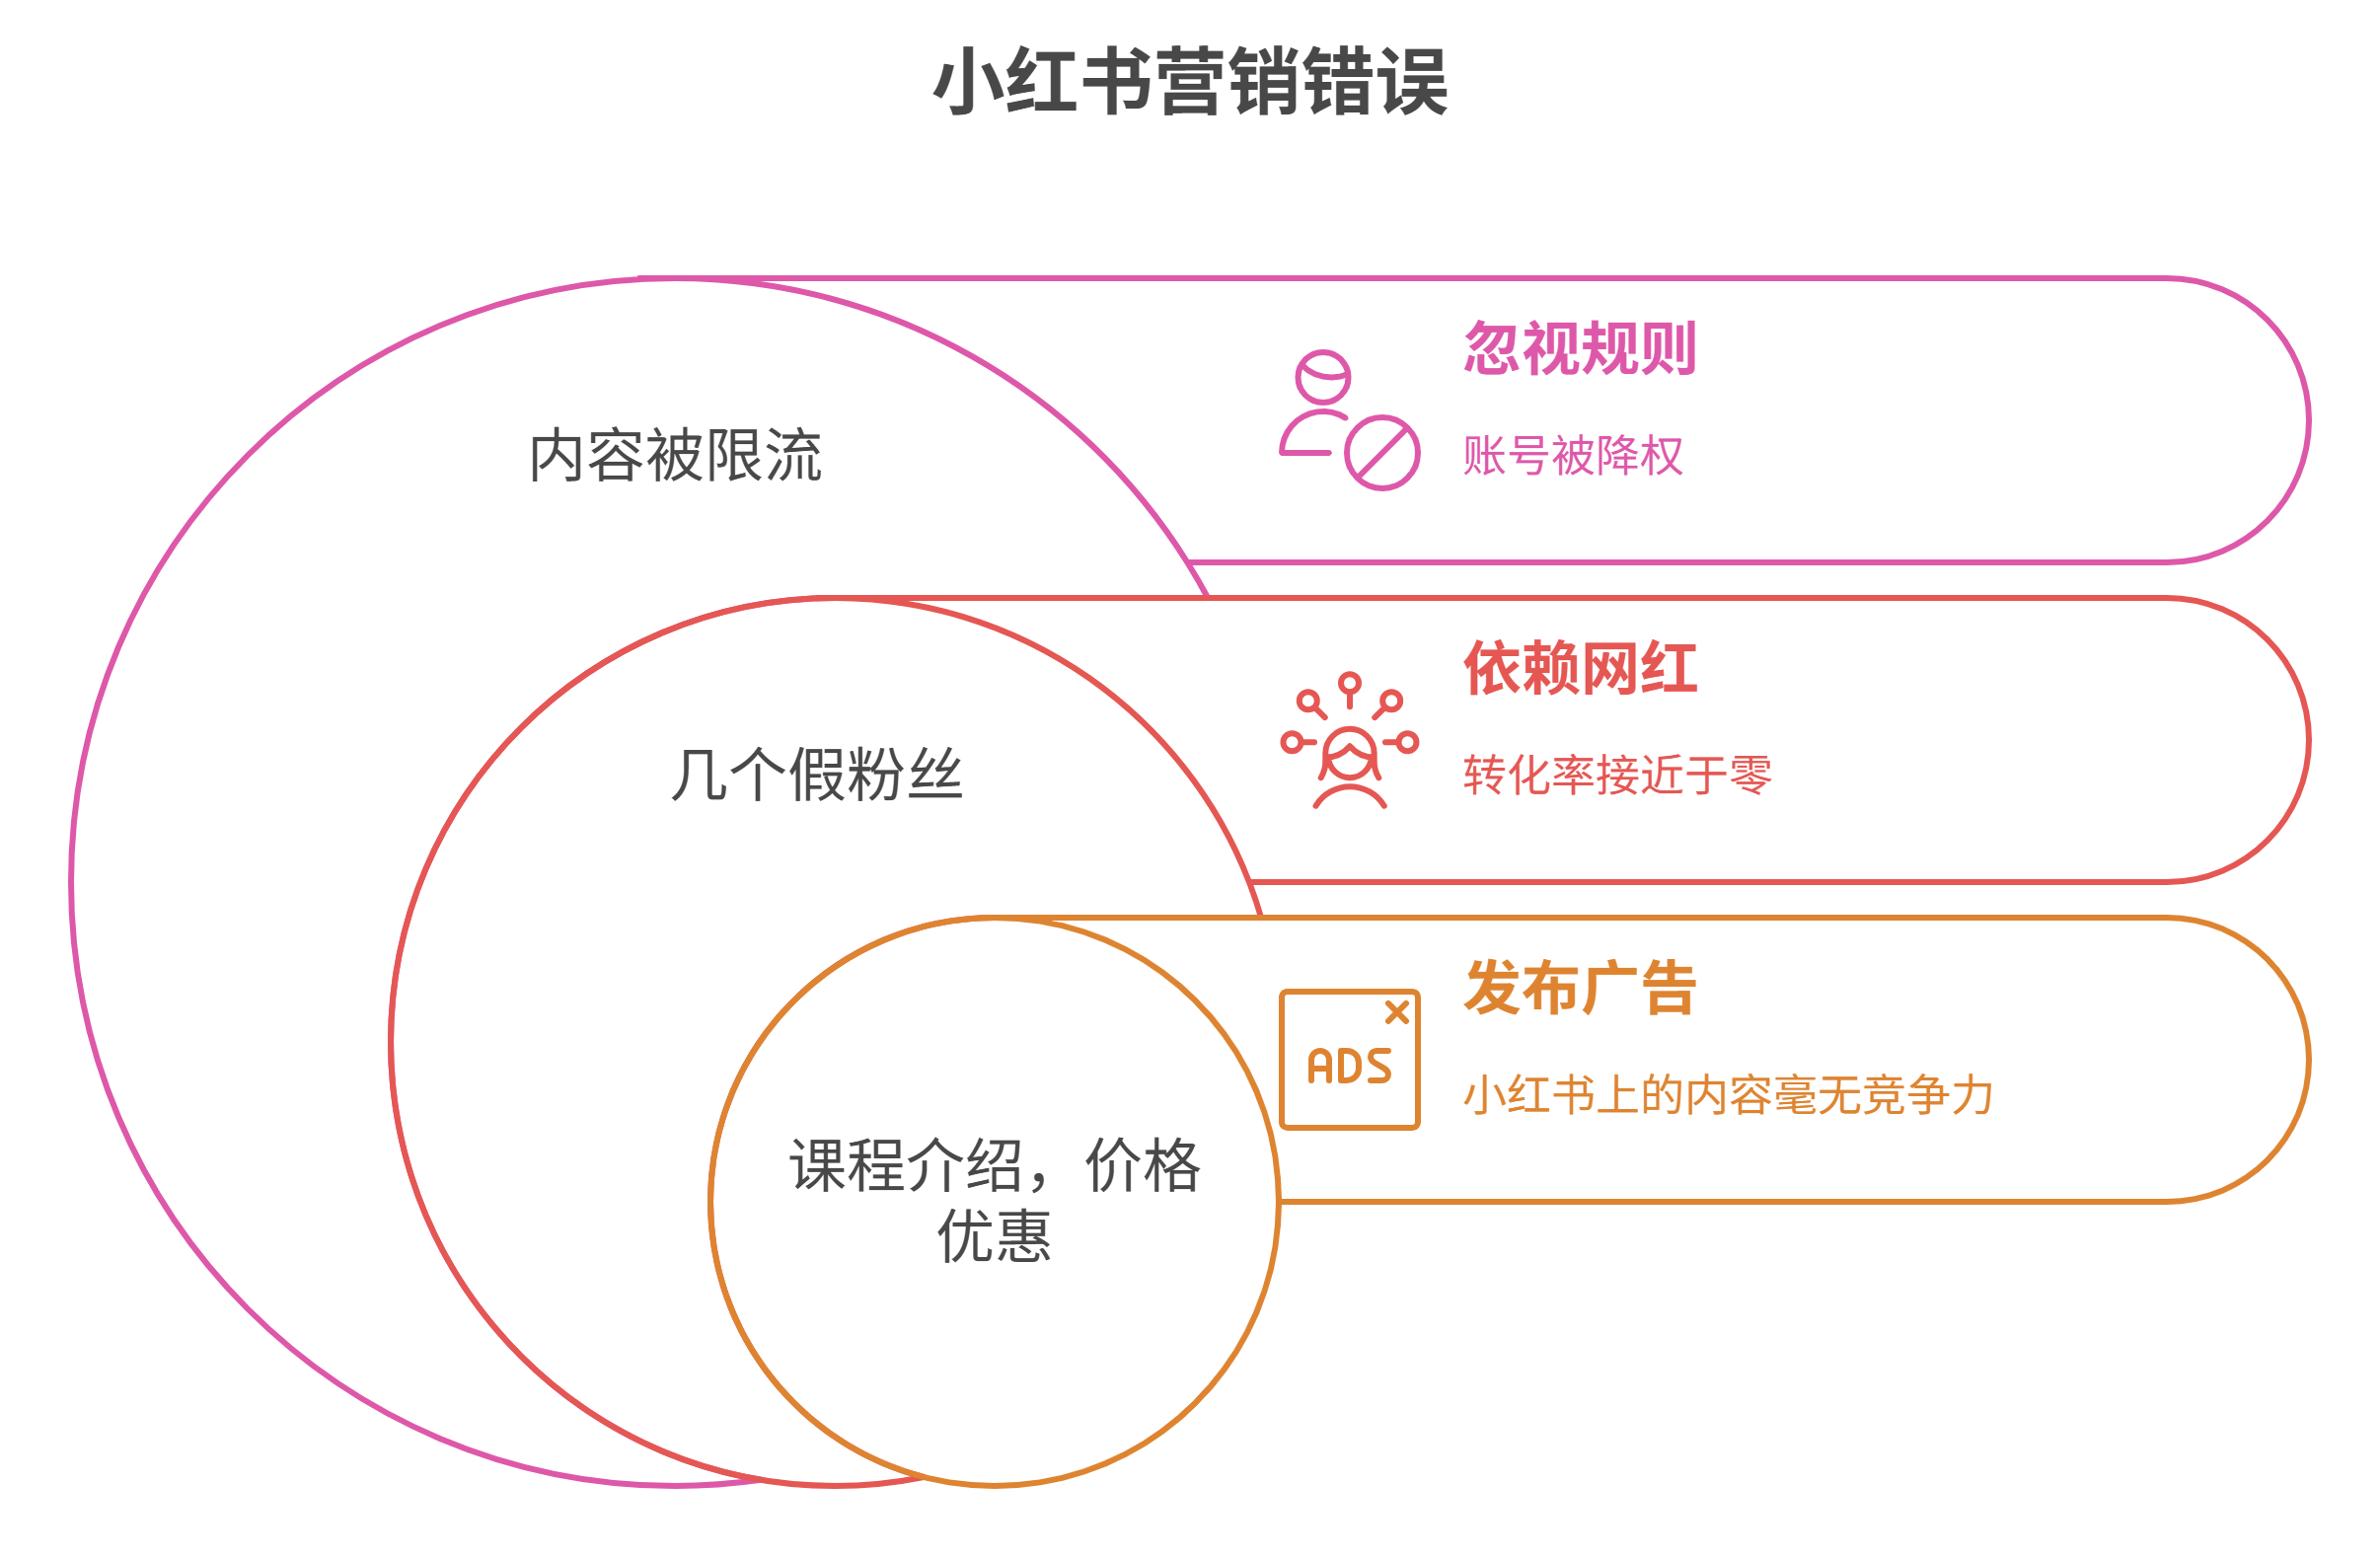 小红书营销错误
内容被限流
忽视规则
账号被降权
几个假粉丝
依赖网红
转化率接近于零
课程介绍，价格
优惠
发布广告
ADS
小红书上的内容毫无竞争力